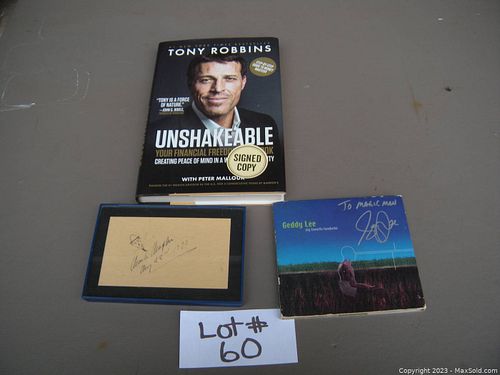 TONY ROBBINS
"TONY IS A FORCE
OF NATURE."
UNSHAKEABLE
YOUR FINANCIAL FREEDOM
CREATING PEACE OF MIND IN A
SIGNED
COPY
WITH PETER MALLOUK
TO MAGIC MAN
Geddy Lee
my favorite headache
Lot #
60
Copyright 2023 - MaxSold.com